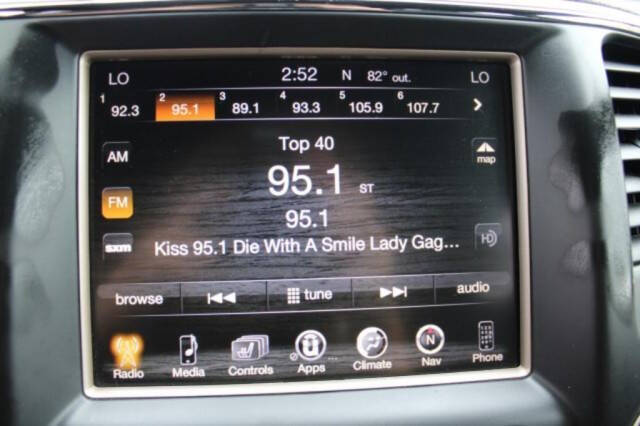 LO 2:52 N 82° out. LO
1 92.3 2 95.1 3 89.1 4 93.3 5 105.9 6 107.7
Top 40
AM
map
95.1 ST
FM
95.1
sxm Kiss 95.1 Die With A Smile Lady Gag... HD
browse tune audio
Radio Media Controls Apps Climate Nav Phone
N